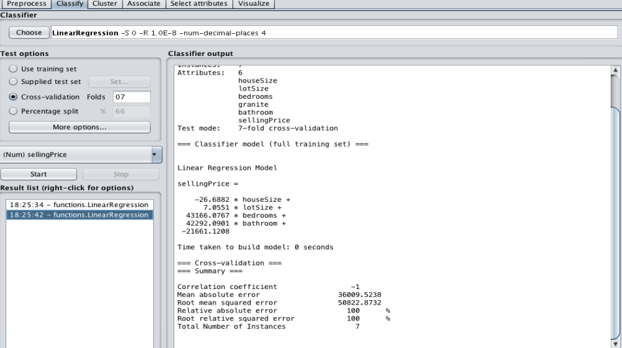 Preprocess Classify Cluster Associate Select attributes Visualize
Classifier
Choose LinearRegression -S 0 -R 1.0E-8 -num-decimal-places 4
Test options
Use training set
Supplied test set Set...
Cross-validation Folds 07
Percentage split % 66
More options...
(Num) sellingPrice
Start Stop
Result list (right-click for options)
18:25:34 - functions.LinearRegression
18:25:42 - functions.LinearRegression
Classifier output
Instances: 7
Attributes: 6
houseSize
lotSize
bedrooms
granite
bathroom
sellingPrice
Test mode: 7-fold cross-validation
=== Classifier model (full training set) ===
Linear Regression Model
sellingPrice =
-26.6882 * houseSize +
7.0551 * lotSize +
43166.0767 * bedrooms +
42292.0901 * bathroom +
-21661.1208
Time taken to build model: 0 seconds
=== Cross-validation ===
=== Summary ===
Correlation coefficient -1
Mean absolute error 36009.5238
Root mean squared error 50822.8732
Relative absolute error 100 %
Root relative squared error 100 %
Total Number of Instances 7